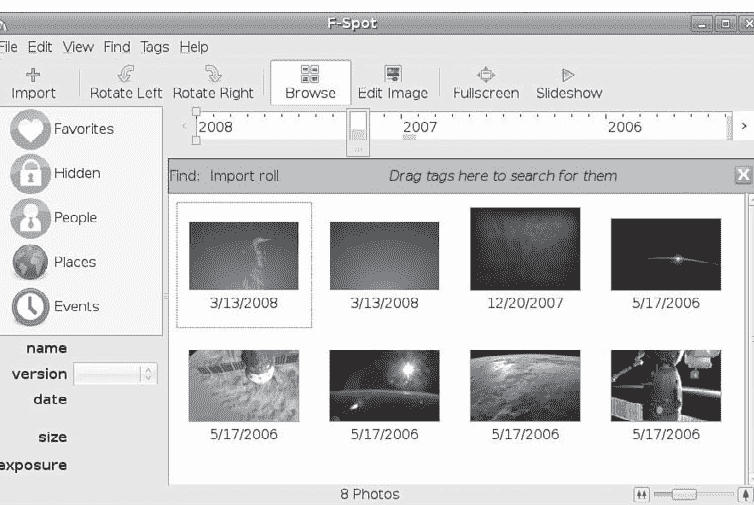 F-Spot
File Edit View Find Tags Help
Import Rotate Left Rotate Right Browse Edit Image Fullscreen Slideshow
2008 2007 2006
Favorites
Hidden
People
Places
Events
name
version
date
size
exposure
Find: Import roll Drag tags here to search for them
3/13/2008 3/13/2008 12/20/2007 5/17/2006
5/17/2006 5/17/2006 5/17/2006 5/17/2006
8 Photos